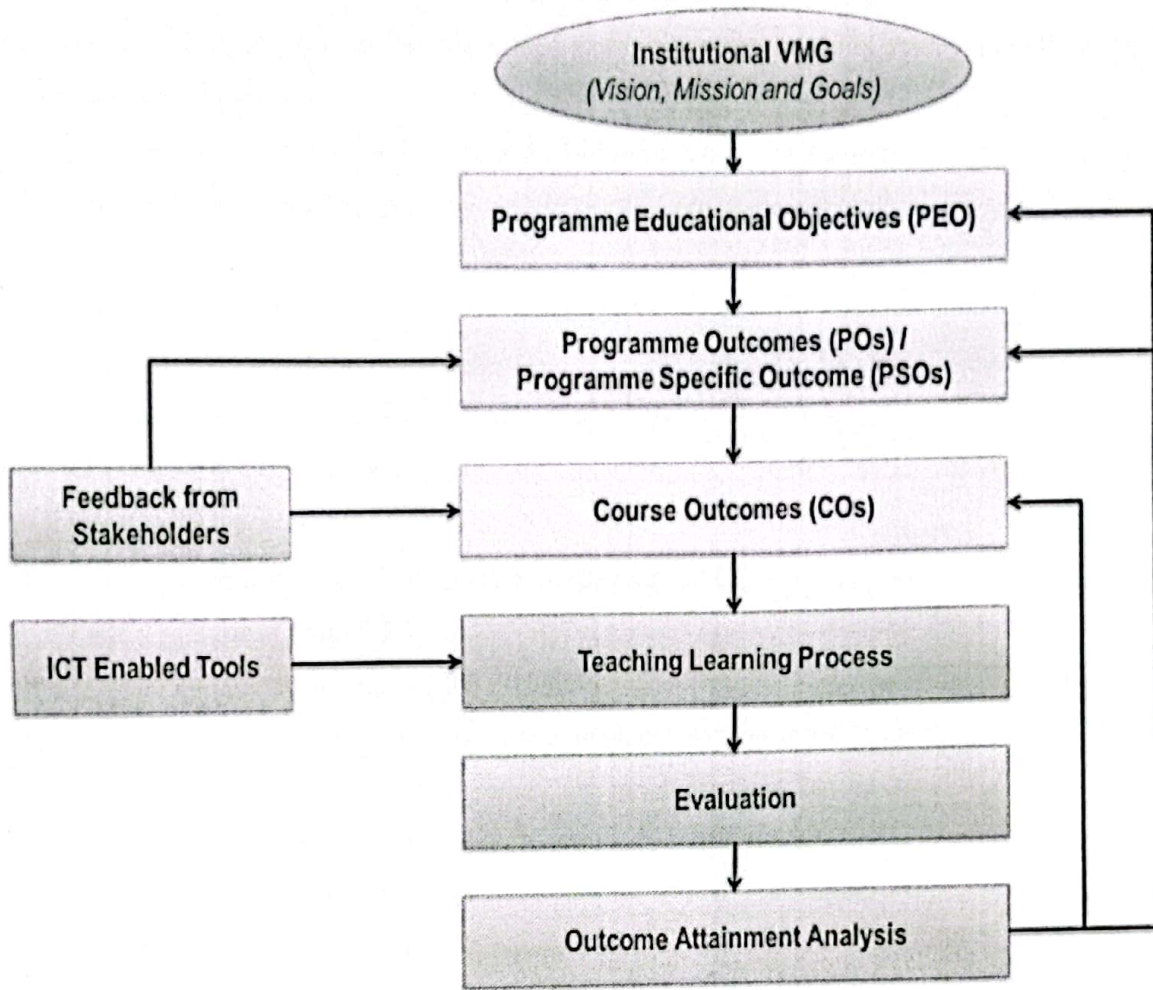 Institutional VMG
(Vision, Mission and Goals)
Programme Educational Objectives (PEO)
Programme Outcomes (POs) /
Programme Specific Outcome (PSOs)
Feedback from
Stakeholders
Course Outcomes (COs)
ICT Enabled Tools
Teaching Learning Process
Evaluation
Outcome Attainment Analysis